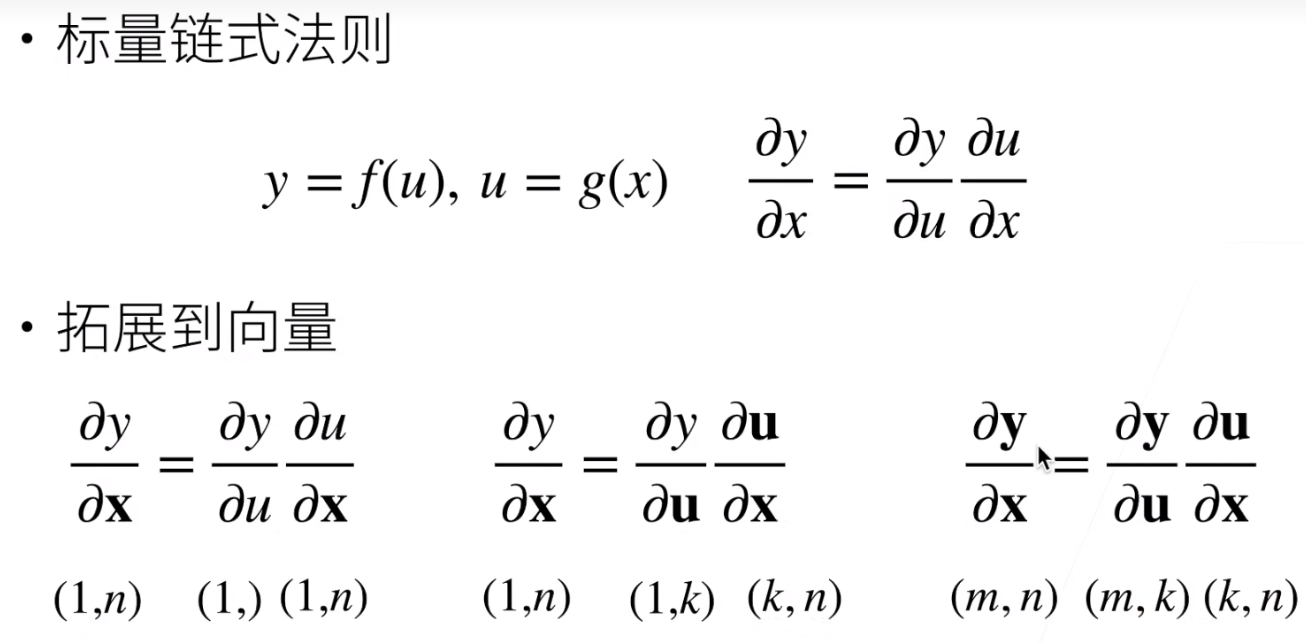 • 标量链式法则
y = f(u), u = g(x)    ∂y/∂x = ∂y/∂u ∂u/∂x
• 拓展到向量
∂y/∂𝐱 = ∂y/∂u ∂u/∂𝐱    ∂y/∂𝐱 = ∂y/∂𝐮 ∂𝐮/∂𝐱    ∂𝐲/∂𝐱 = ∂𝐲/∂𝐮 ∂𝐮/∂𝐱
(1,n) (1,) (1,n)    (1,n) (1,k) (k, n)    (m, n) (m, k) (k, n)